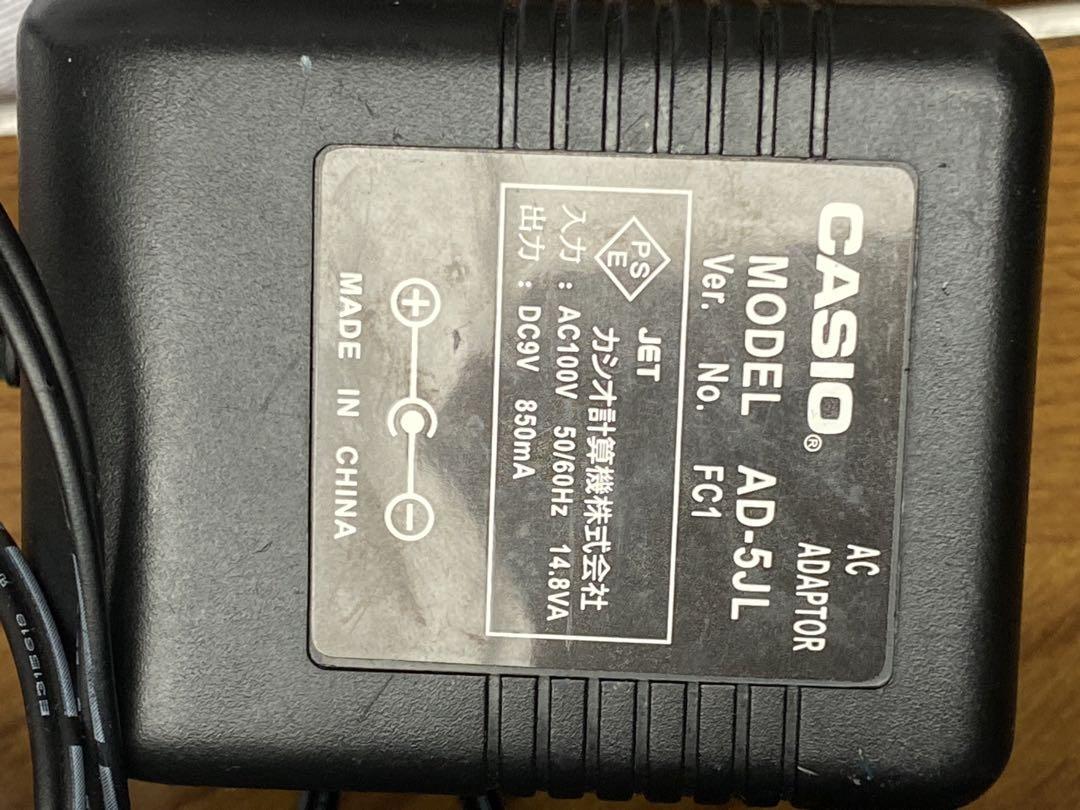 CASIO®
AC
ADAPTOR
MODEL AD-5JL
Ver. No. FC1
PS
E
JET
カシオ計算機株式会社
入力 : AC100V 50/60Hz 14.8VA
出力 : DC9V 850mA
+
−
MADE IN CHINA
E315619